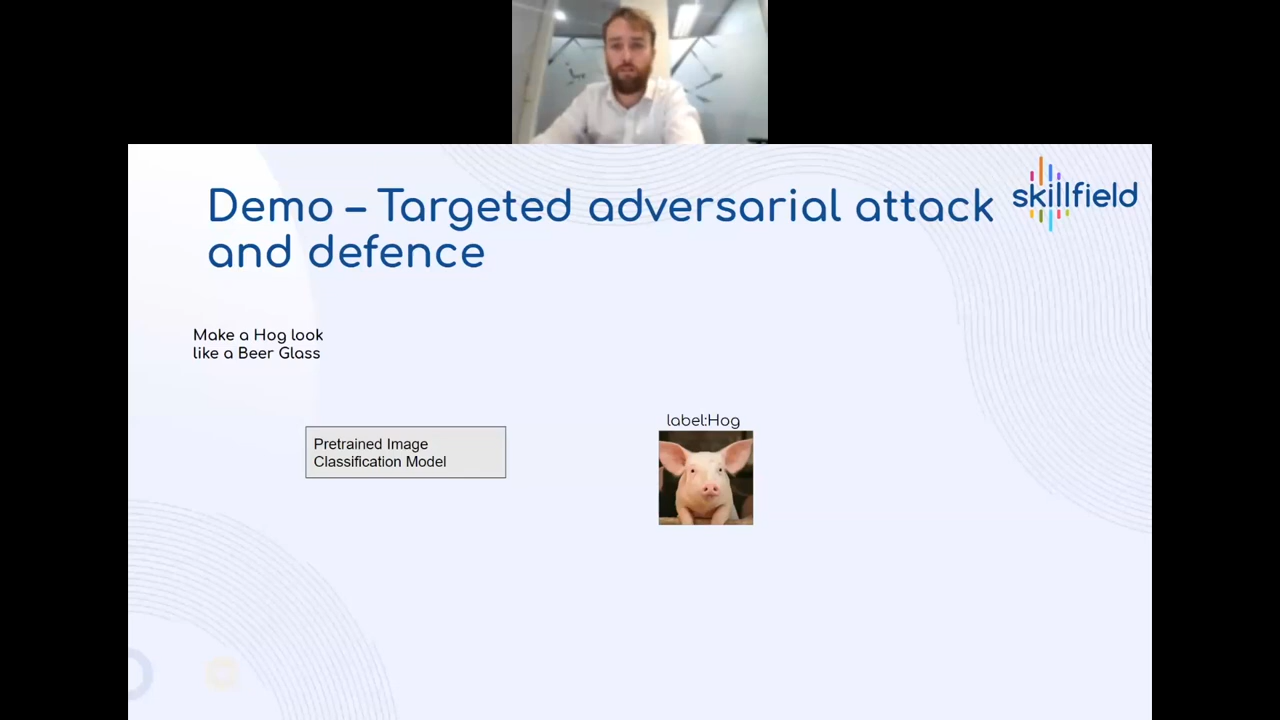 Demo – Targeted adversarial attack
and defence
skillfield
Make a Hog look
like a Beer Glass
label:Hog
Pretrained Image
Classification Model